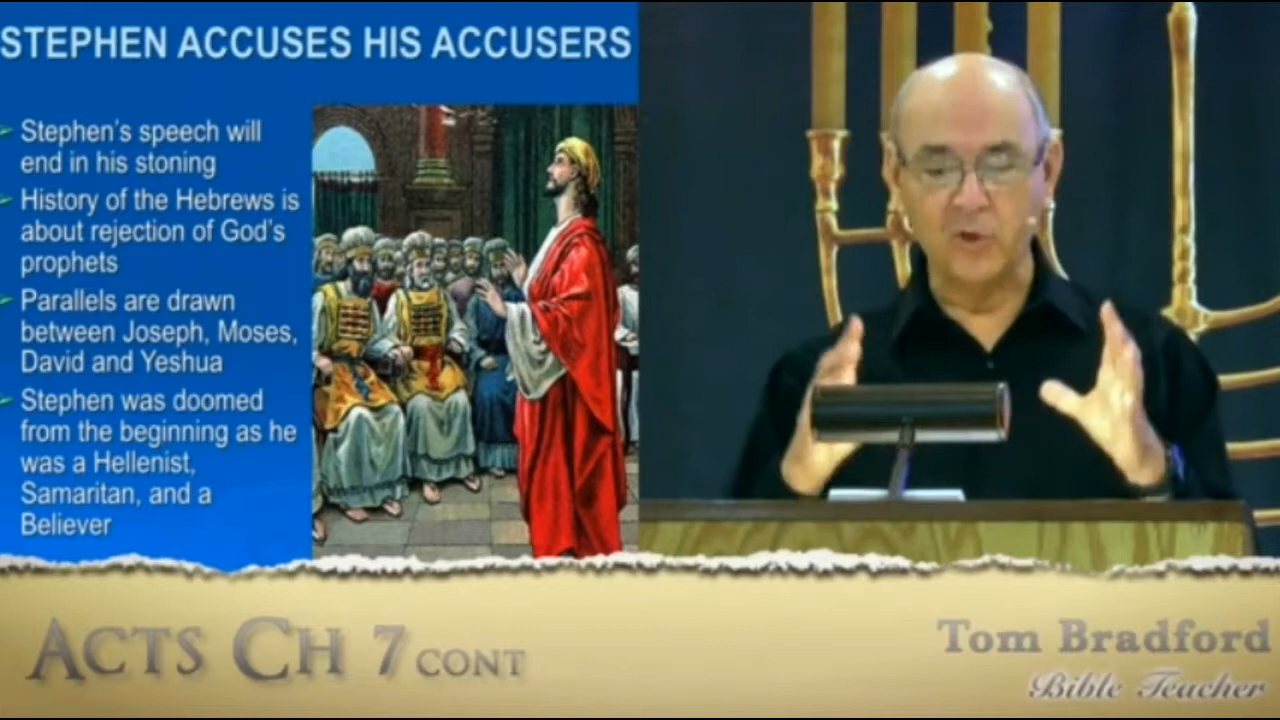 STEPHEN ACCUSES HIS ACCUSERS
Stephen's speech will
end in his stoning
History of the Hebrews is
about rejection of God's
prophets
Parallels are drawn
between Joseph, Moses,
David and Yeshua
Stephen was doomed
from the beginning as he
was a Hellenist,
Samaritan, and a
Believer
ACTS CH 7 CONT
Tom Bradford
Bible Teacher